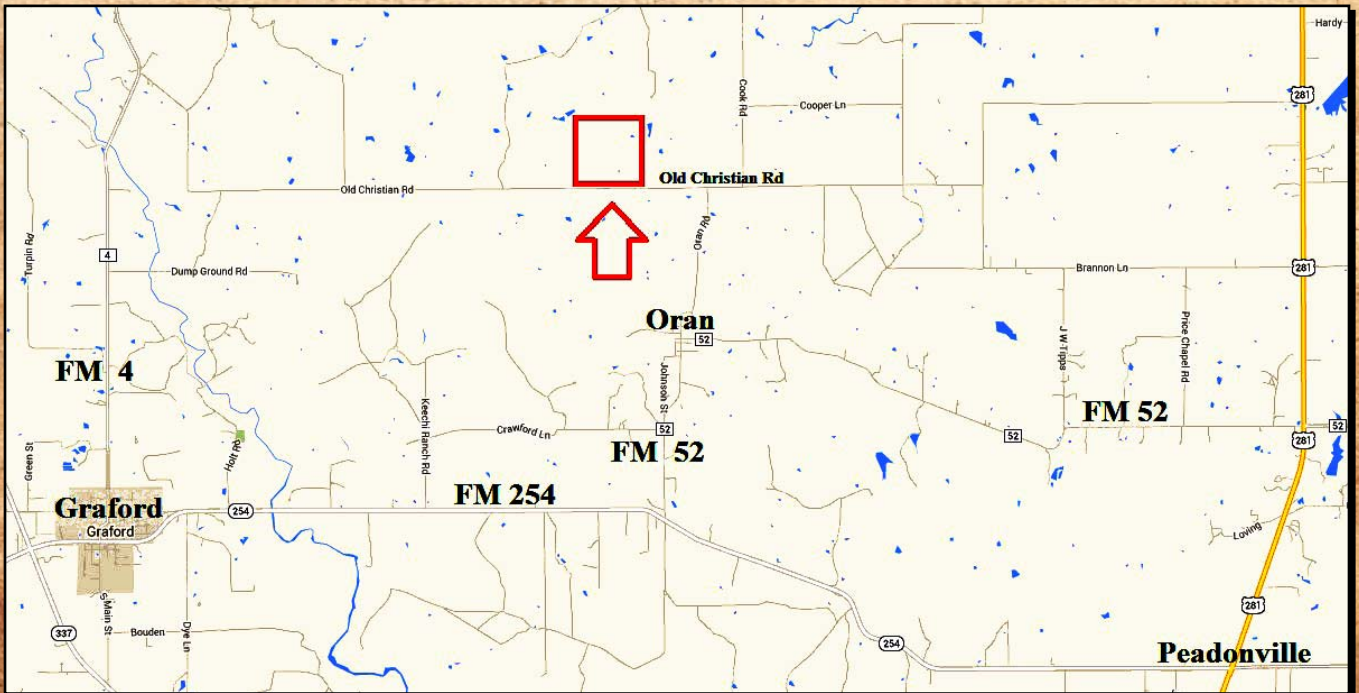 Hardy
281
Cook Rd
Cooper Ln
Old Christian Rd
Old Christian Rd
Turpin Rd
4
Oran Rd
Dump Ground Rd
Brannon Ln
281
Oran
52
J W Tipps
Price Chapel Rd
FM 4
Johnson St
Keechi Ranch Rd
FM 52
Crawford Ln
52
52
52
281
Green St
Holt Rd
FM 52
FM 254
Graford
Graford
254
Loving
S Main St
281
337
Bouden
Dye Ln
254
Peadonville